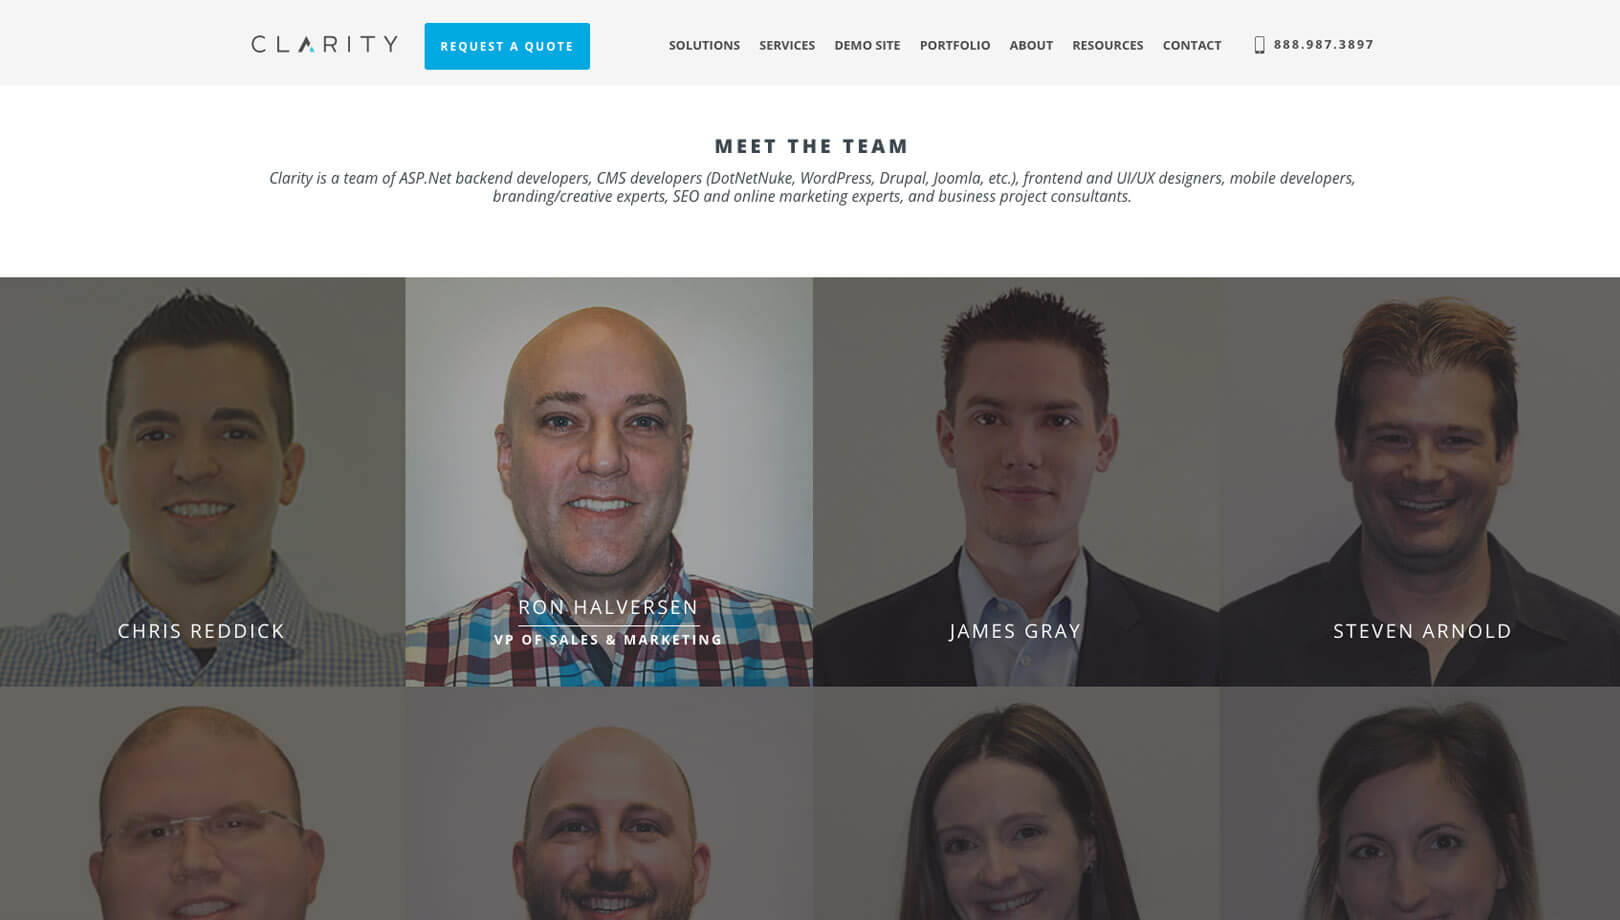 CLARITY
REQUEST A QUOTE
SOLUTIONS SERVICES DEMO SITE PORTFOLIO ABOUT RESOURCES CONTACT 888.987.3897
MEET THE TEAM
Clarity is a team of ASP.Net backend developers, CMS developers (DotNetNuke, WordPress, Drupal, Joomla, etc.), frontend and UI/UX designers, mobile developers,
branding/creative experts, SEO and online marketing experts, and business project consultants.
CHRIS REDDICK
RON HALVERSEN
VP OF SALES & MARKETING
JAMES GRAY
STEVEN ARNOLD